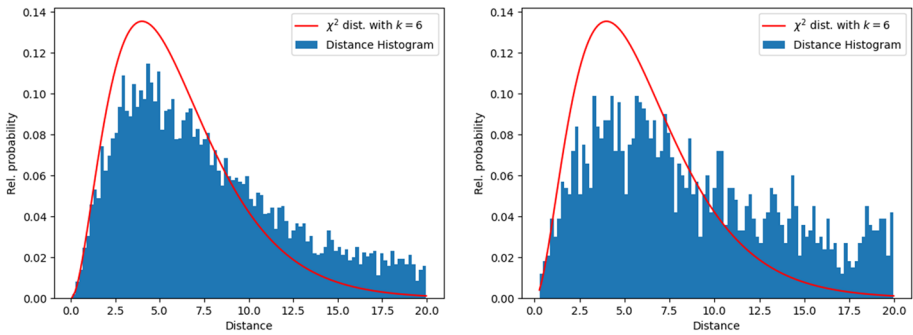 0.14
0.12
0.10
0.08
0.06
0.04
0.02
0.00
Rel. probability
χ² dist. with k = 6
Distance Histogram
0.0 2.5 5.0 7.5 10.0 12.5 15.0 17.5 20.0
Distance
0.14
0.12
0.10
0.08
0.06
0.04
0.02
0.00
Rel. probability
χ² dist. with k = 6
Distance Histogram
0.0 2.5 5.0 7.5 10.0 12.5 15.0 17.5 20.0
Distance